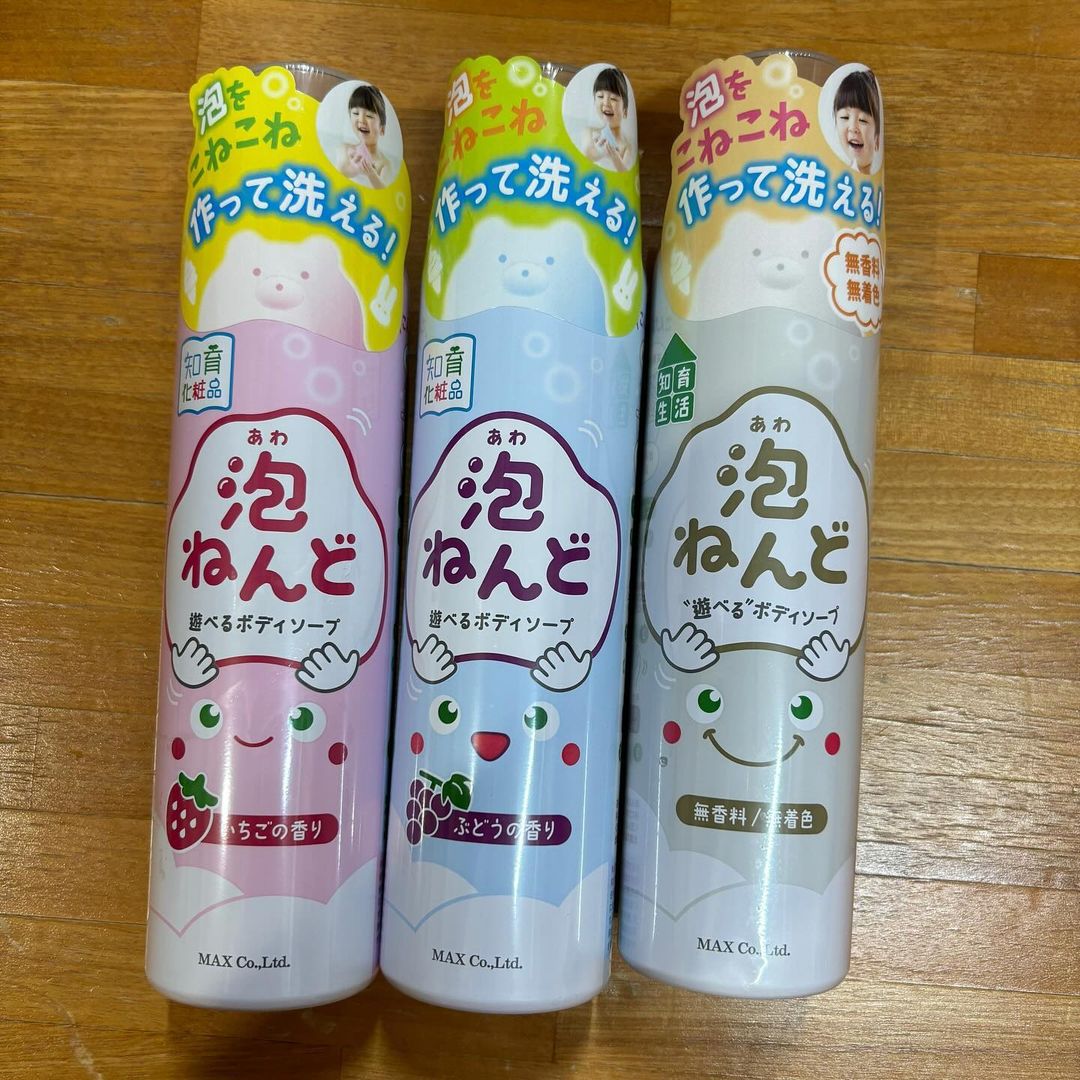 泡を
こねこね
作って洗える!
知育
化粧品
あわ
泡
ねんど
遊べるボディソープ
いちごの香り
MAX Co.,Ltd.
泡を
こねこね
作って洗える!
知育
化粧品
あわ
泡
ねんど
遊べるボディソープ
ぶどうの香り
MAX Co.,Ltd.
泡を
こねこね
作って洗える!
無香料
無着色
知育
生活
あわ
泡
ねんど
"遊べる"ボディソープ
無香料/無着色
MAX Co.,Ltd.